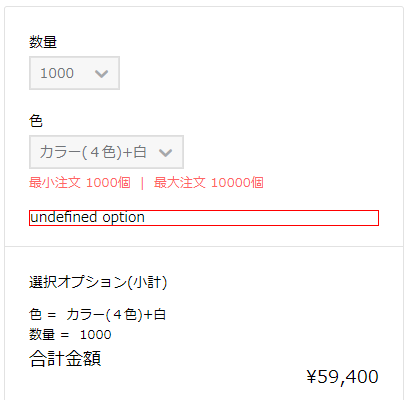 数量
1000
色
カラー(４色)+白
最小注文 1000個 | 最大注文 10000個
undefined option
選択オプション(小計)
色 = カラー(４色)+白
数量 = 1000
合計金額
¥59,400